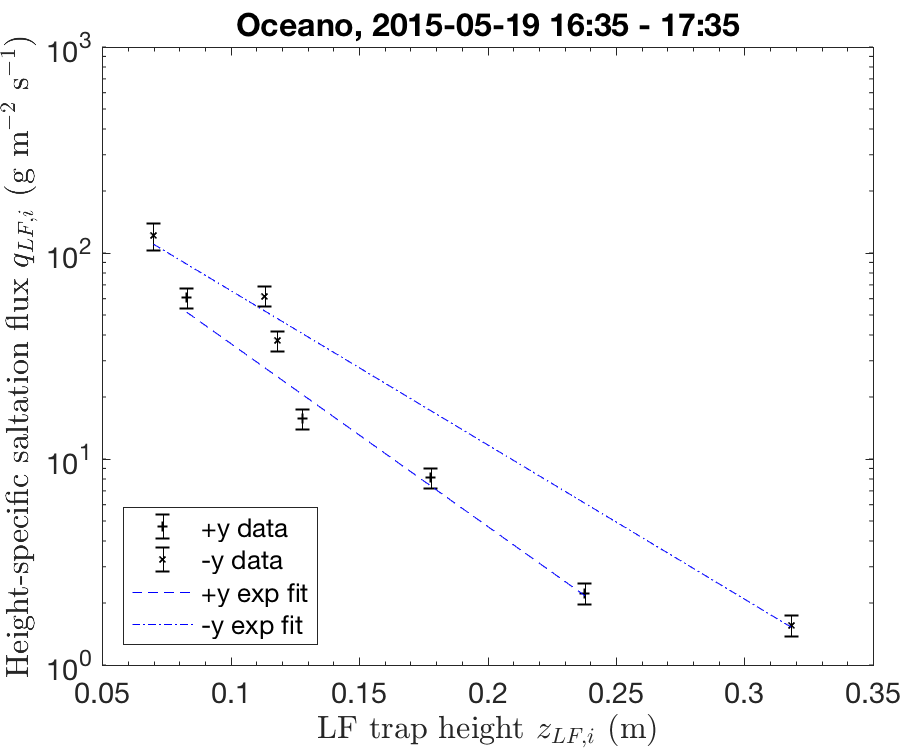 Oceano, 2015-05-19 16:35 - 17:35
Height-specific saltation flux q_{LF,i} (g m^{-2} s^{-1})
10^3
10^2
10^1
10^0
+y data
-y data
+y exp fit
-y exp fit
0.05 0.1 0.15 0.2 0.25 0.3 0.35
LF trap height z_{LF,i} (m)